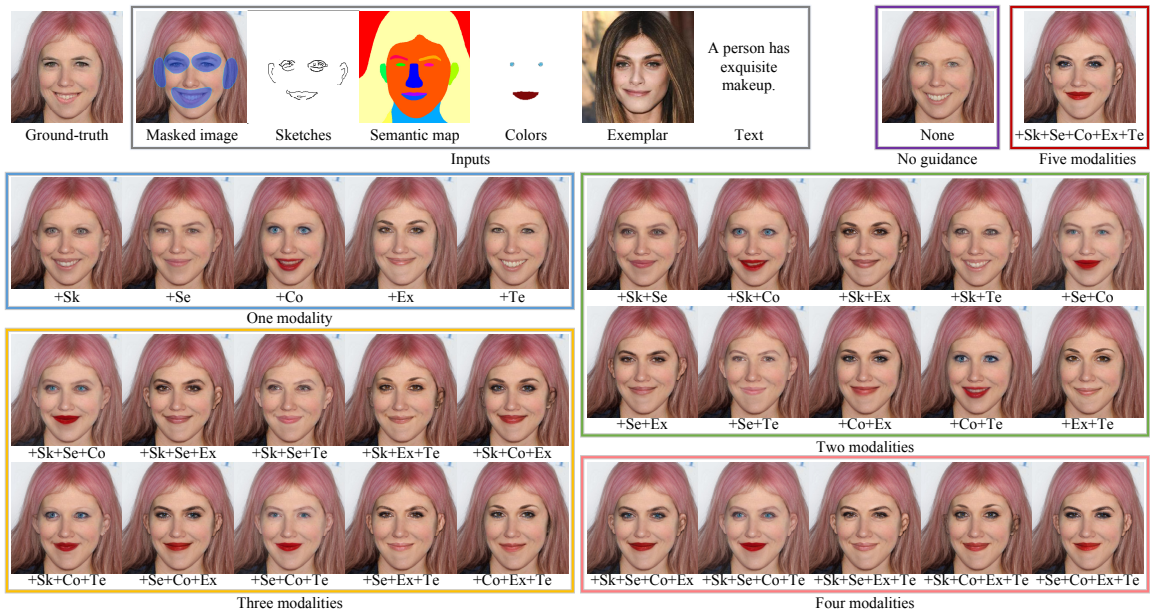 A person has
exquisite
makeup.
Ground-truth
Masked image
Sketches
Semantic map
Colors
Exemplar
Text
Inputs
None
No guidance
+Sk+Se+Co+Ex+Te
Five modalities
+Sk
+Se
+Co
+Ex
+Te
One modality
+Sk+Se
+Sk+Co
+Sk+Ex
+Sk+Te
+Se+Co
+Se+Ex
+Se+Te
+Co+Ex
+Co+Te
+Ex+Te
Two modalities
+Sk+Se+Co
+Sk+Se+Ex
+Sk+Se+Te
+Sk+Ex+Te
+Sk+Co+Ex
+Sk+Co+Te
+Se+Co+Ex
+Se+Co+Te
+Se+Ex+Te
+Co+Ex+Te
Three modalities
+Sk+Se+Co+Ex
+Sk+Se+Co+Te
+Sk+Se+Ex+Te
+Sk+Co+Ex+Te
+Se+Co+Ex+Te
Four modalities